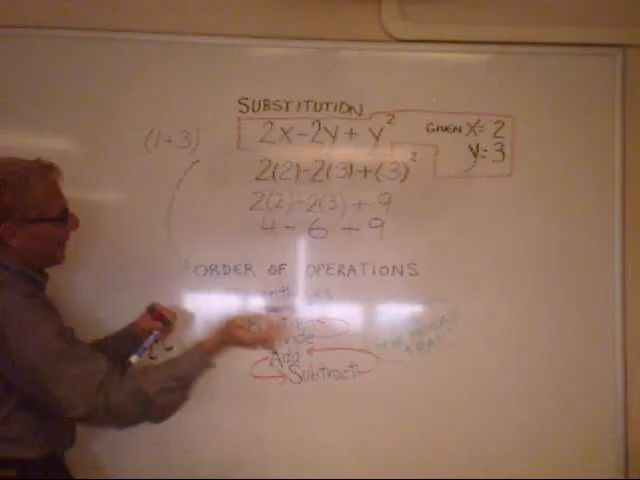 SUBSTITUTION
2x-2y+y² GIVEN x=2
(1+3) y=3
2(2)-2(3)+(3)²
2(2)-2(3)+9
4-6+9
ORDER OF OPERATIONS
Add
Subtract